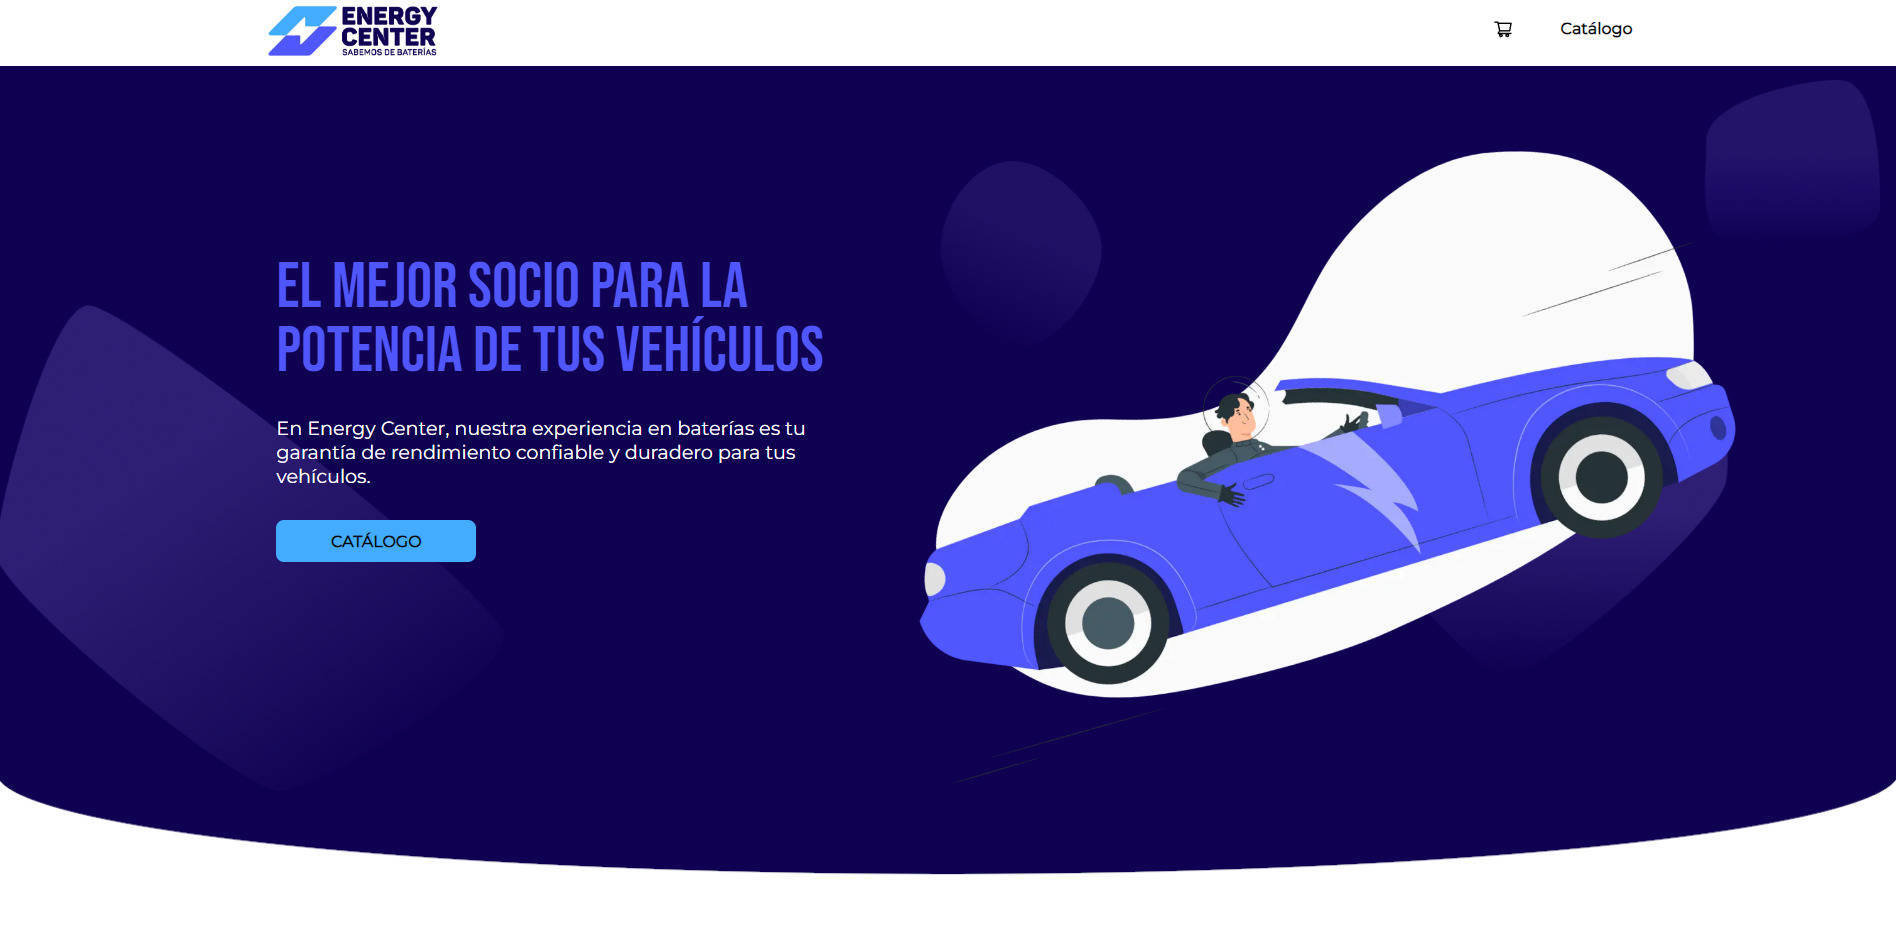 ENERGY
CENTER
SABEMOS DE BATERÍAS
Catálogo
EL MEJOR SOCIO PARA LA
POTENCIA DE TUS VEHÍCULOS
En Energy Center, nuestra experiencia en baterías es tu
garantía de rendimiento confiable y duradero para tus
vehículos.
CATÁLOGO